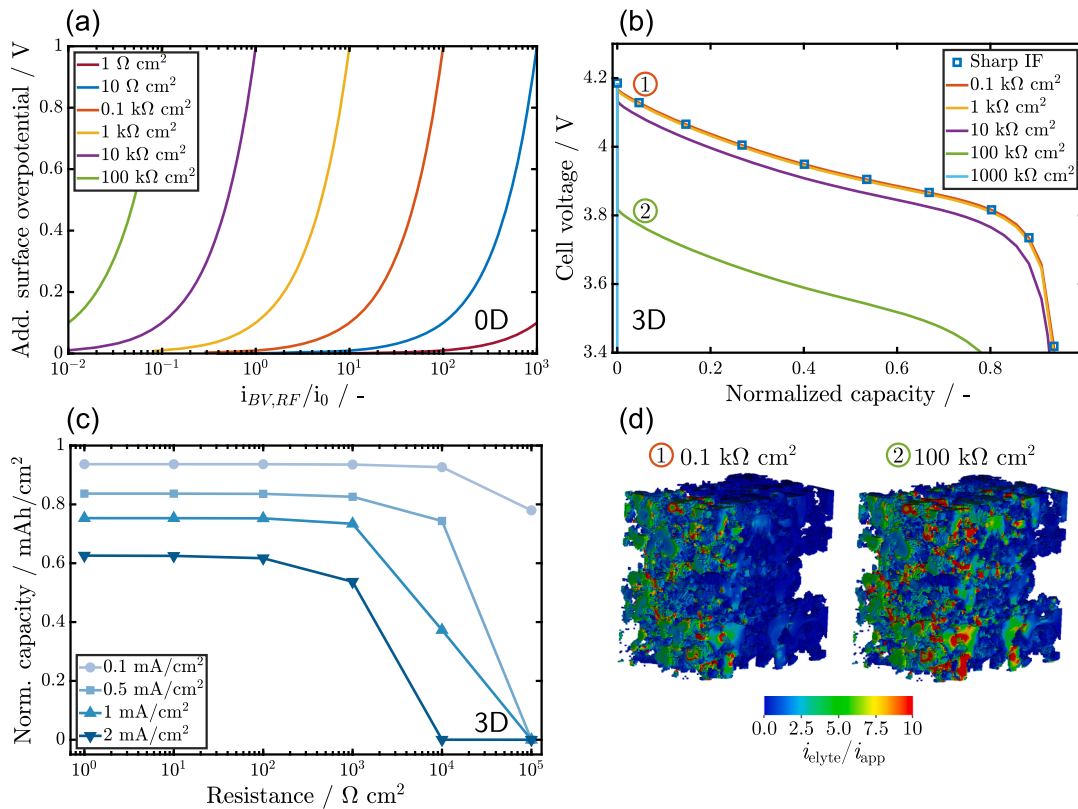 (a)
Add. surface overpotential / V
1
0.8
0.6
0.4
0.2
0
1 Ω cm²
10 Ω cm²
0.1 kΩ cm²
1 kΩ cm²
10 kΩ cm²
100 kΩ cm²
0D
10⁻² 10⁻¹ 10⁰ 10¹ 10² 10³
i_BV,RF/i₀ / -
(b)
Cell voltage / V
4.2
4
3.8
3.6
3.4
1
2
Sharp IF
0.1 kΩ cm²
1 kΩ cm²
10 kΩ cm²
100 kΩ cm²
1000 kΩ cm²
3D
0 0.2 0.4 0.6 0.8
Normalized capacity / -
(c)
Norm. capacity / mAh/cm²
1
0.8
0.6
0.4
0.2
0
0.1 mA/cm²
0.5 mA/cm²
1 mA/cm²
2 mA/cm²
3D
10⁰ 10¹ 10² 10³ 10⁴ 10⁵
Resistance / Ω cm²
(d)
1 0.1 kΩ cm²
2 100 kΩ cm²
0.0 2.5 5.0 7.5 10
i_elyte/i_app